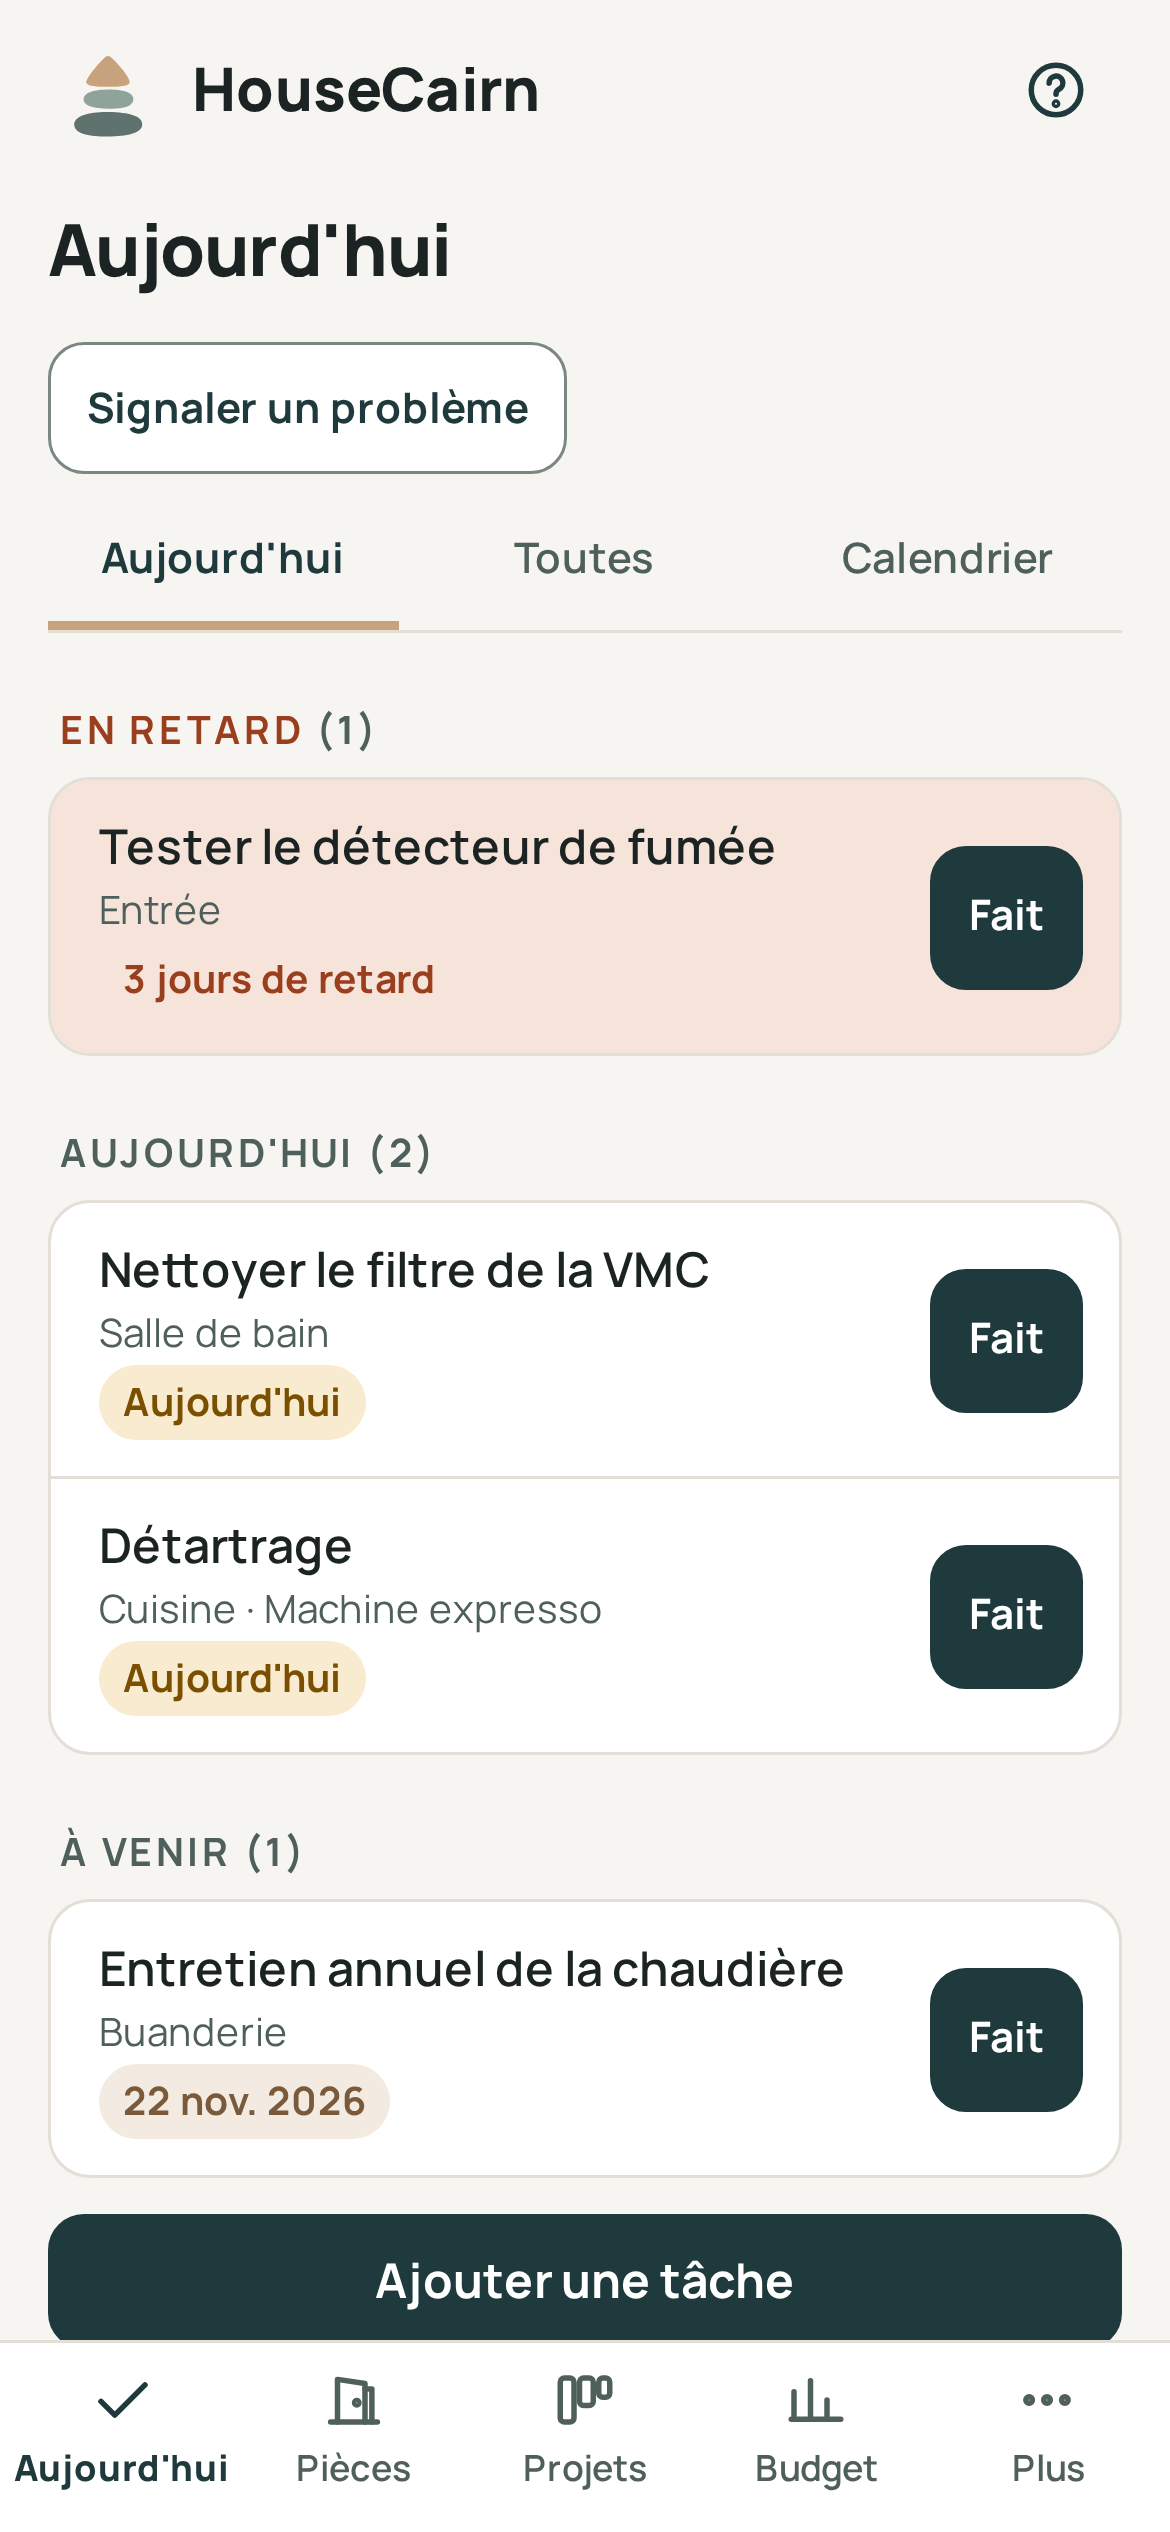 HouseCairn
Aujourd'hui
Signaler un problème
Aujourd'hui
Toutes
Calendrier
EN RETARD (1)
Tester le détecteur de fumée
Entrée
3 jours de retard
Fait
AUJOURD'HUI (2)
Nettoyer le filtre de la VMC
Salle de bain
Aujourd'hui
Fait
Détartrage
Cuisine · Machine expresso
Aujourd'hui
Fait
À VENIR (1)
Entretien annuel de la chaudière
Buanderie
22 nov. 2026
Fait
Ajouter une tâche
Aujourd'hui
Pièces
Projets
Budget
Plus